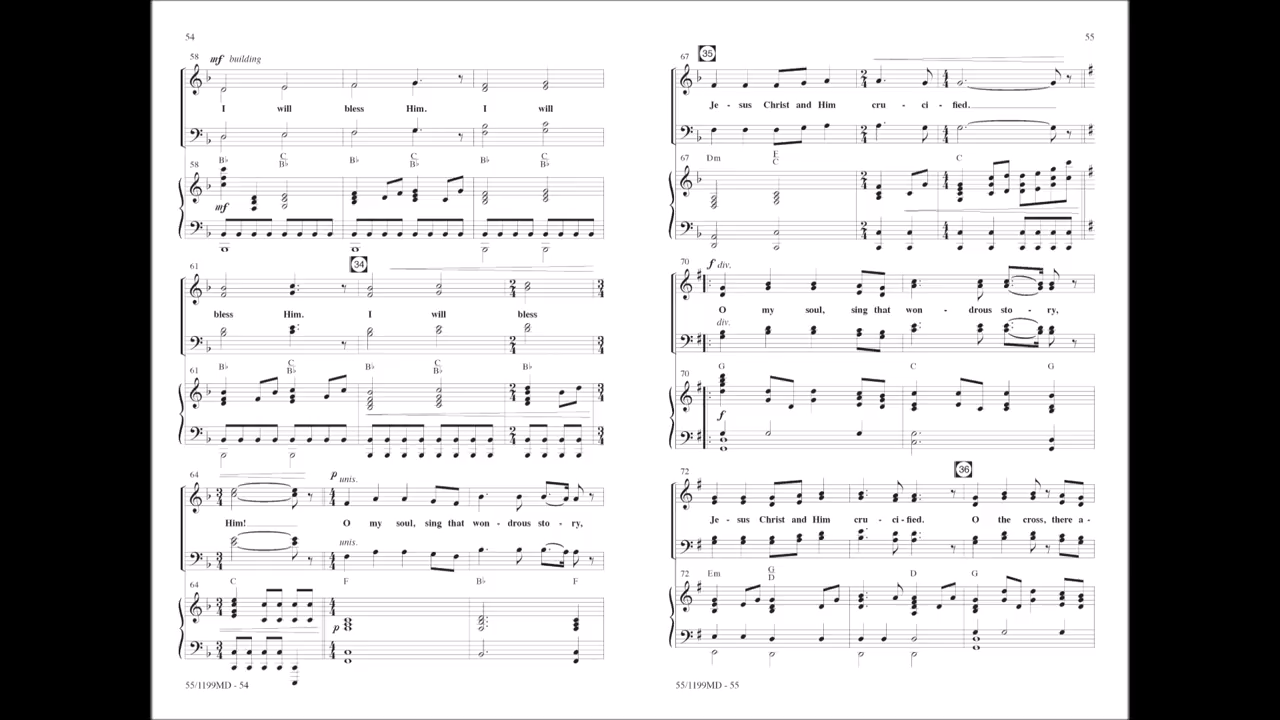 54
58 mf building
I will bless Him. I will
B♭ C/B♭ B♭ C/B♭ B♭ C/B♭
58
mf
61 34
bless Him. I will bless
B♭ C/B♭ B♭ C/B♭ B♭
61
64 p unis.
Him! O my soul, sing that won - drous sto - ry,
unis.
C F B♭ F
64
p
55/1199MD - 54
55
67 35
Je - sus Christ and Him cru - ci - fied.
Dm F/C C
67
70 f div.
O my soul, sing that won - drous sto - ry,
div.
G C G
70
f
72 36
Je - sus Christ and Him cru - ci - fied. O the cross, there a-
Em G/D D G
72
55/1199MD - 55